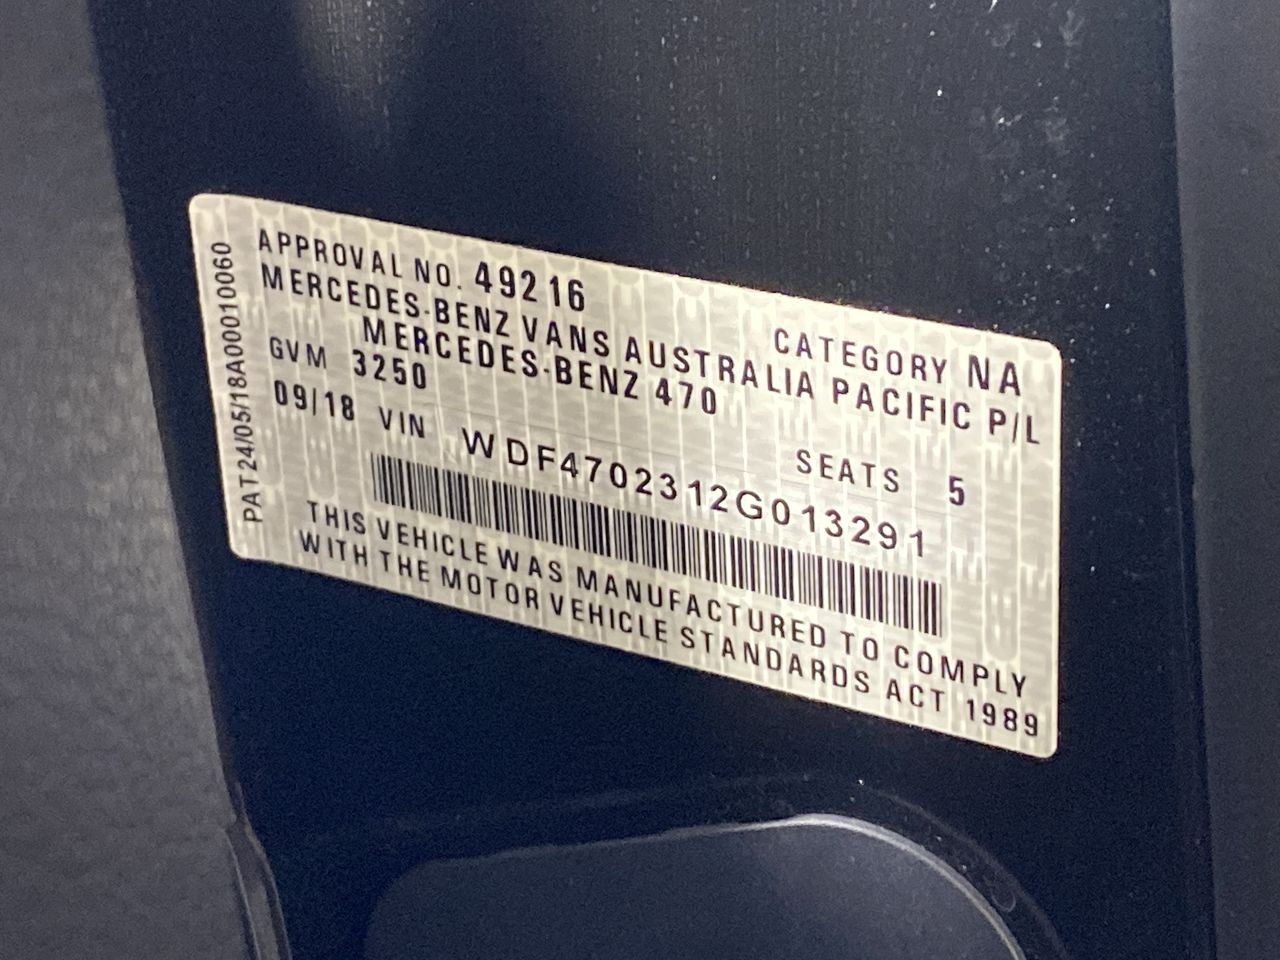 PAT24/05/18A00010060
APPROVAL NO. 49216 CATEGORY NA
MERCEDES-BENZ VANS AUSTRALIA PACIFIC P/L
MERCEDES-BENZ 470
GVM 3250 SEATS 5
09/18 VIN WDF4702312G013291
THIS VEHICLE WAS MANUFACTURED TO COMPLY
WITH THE MOTOR VEHICLE STANDARDS ACT 1989